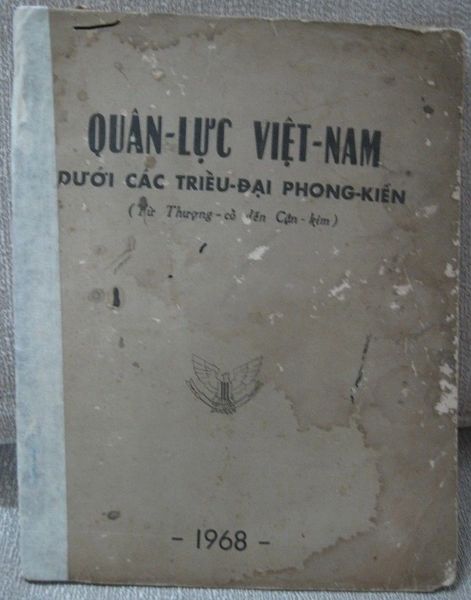 QUÂN-LỰC VIỆT-NAM
DƯỚI CÁC TRIỀU-ĐẠI PHONG-KIẾN
(Từ Thượng-cổ đến Cận-kim)
- 1968 -